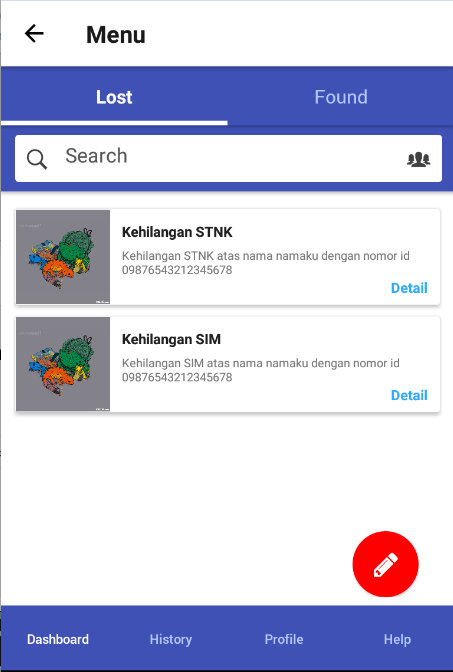 Menu
Lost
Found
Search
Kehilangan STNK
Kehilangan STNK atas nama namaku dengan nomor id
09876543212345678
Detail
Kehilangan SIM
Kehilangan SIM atas nama namaku dengan nomor id
09876543212345678
Detail
Dashboard
History
Profile
Help